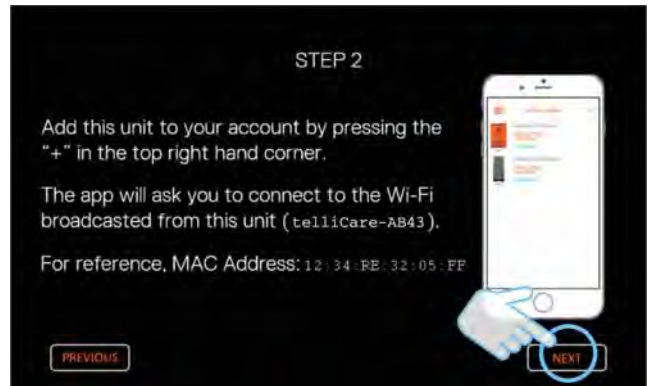 STEP 2
Add this unit to your account by pressing the
"+" in the top right hand corner.
The app will ask you to connect to the Wi-Fi
broadcasted from this unit (telliCare-AB43).
For reference, MAC Address: 12:34:RE:32:05:FF
PREVIOUS
NEXT